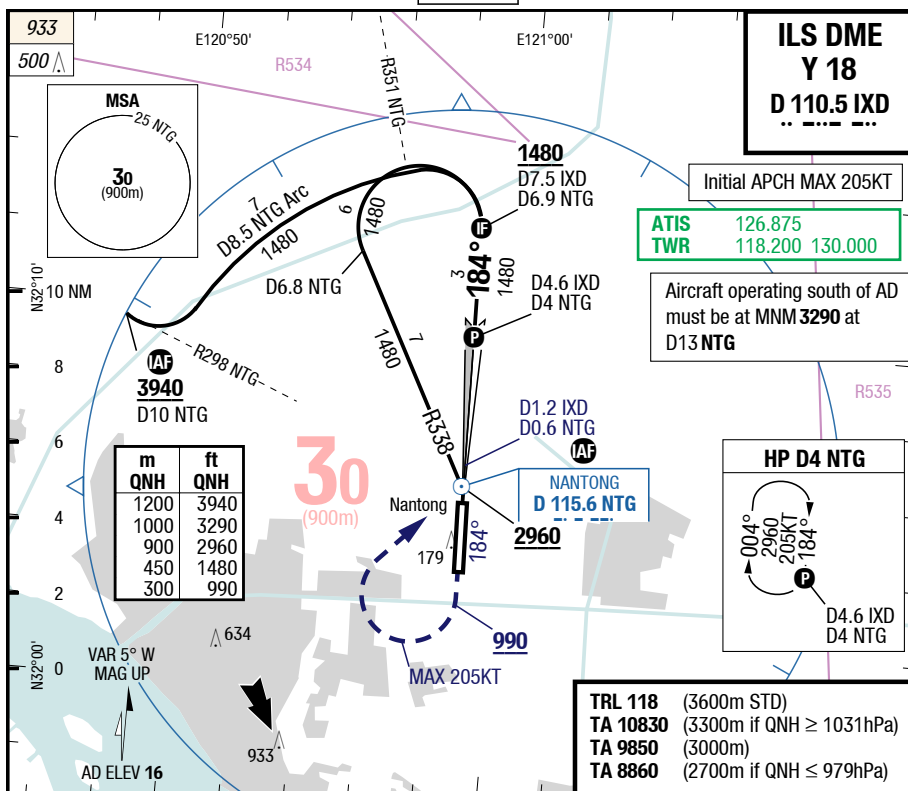 933
500
E120°50'
E121°00'
ILS DME
Y 18
D 110.5 IXD
R534
R351 NTG
MSA
25 NTG
30
(900m)
1480
D7.5 IXD
D6.9 NTG
IF
Initial APCH MAX 205KT
ATIS 126.875
TWR 118.200 130.000
Aircraft operating south of AD
must be at MNM 3290 at
D13 NTG
7
D8.5 NTG Arc
1480
6
1480
D6.8 NTG
184°
3
1480
D4.6 IXD
D4 NTG
P
N32°10'
10 NM
8
6
4
2
0
N32°00'
IAF
3940
D10 NTG
R298 NTG
7
1480
R338
R535
D1.2 IXD
D0.6 NTG
IAF
NANTONG
D 115.6 NTG
2960
30
(900m)
Nantong
179
184°
m ft
QNH QNH
1200 3940
1000 3290
900 2960
450 1480
300 990
HP D4 NTG
004°
2960
205KT
184°
P
D4.6 IXD
D4 NTG
990
MAX 205KT
634
933
VAR 5° W
MAG UP
AD ELEV 16
TRL 118 (3600m STD)
TA 10830 (3300m if QNH ≥ 1031hPa)
TA 9850 (3000m)
TA 8860 (2700m if QNH ≤ 979hPa)